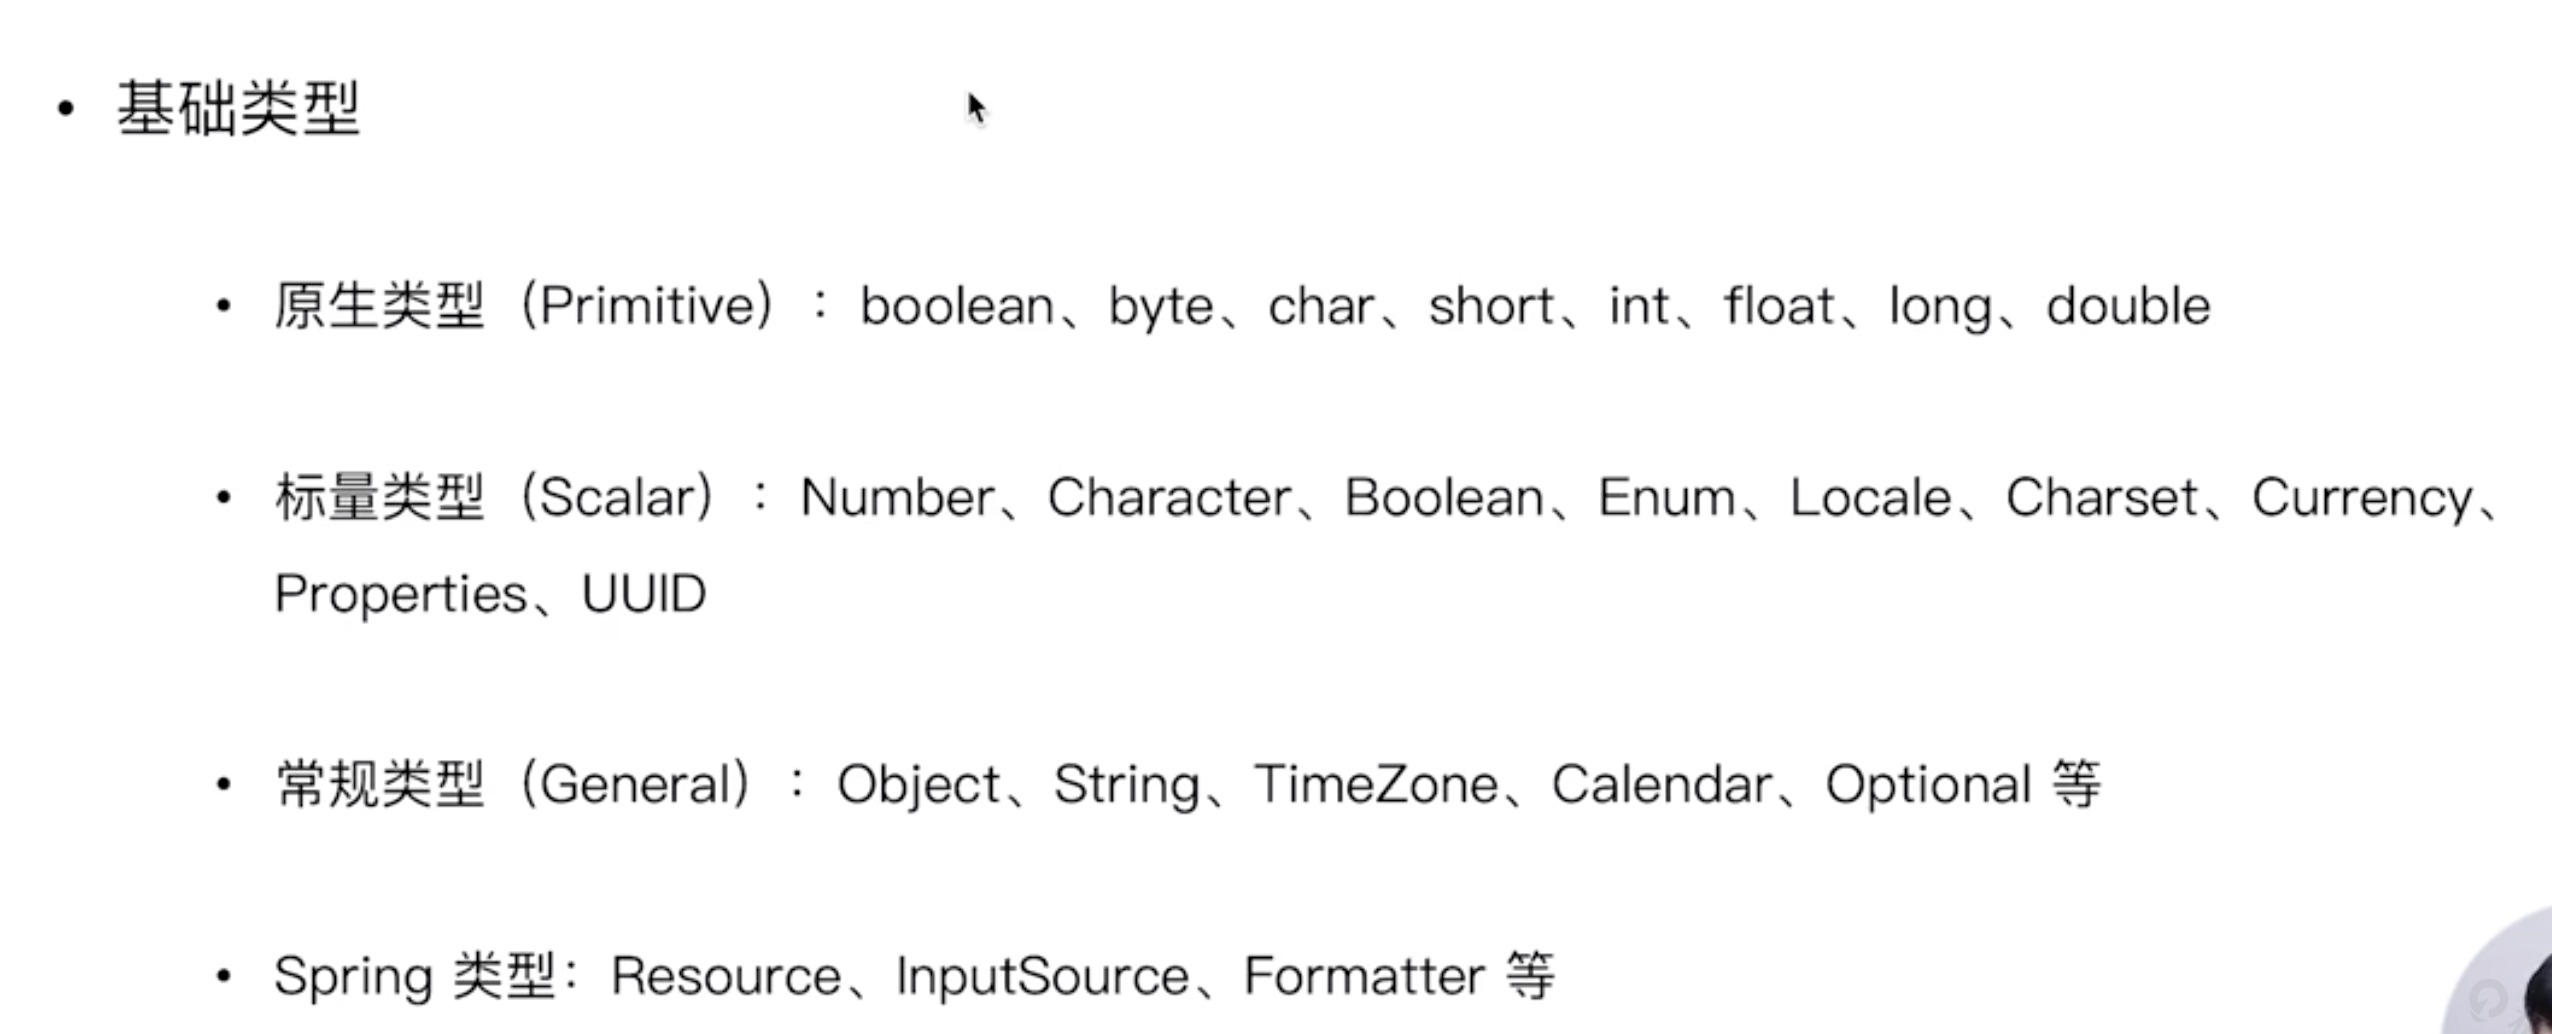 • 基础类型
• 原生类型（Primitive）：boolean、byte、char、short、int、float、long、double
• 标量类型（Scalar）：Number、Character、Boolean、Enum、Locale、Charset、Currency、
Properties、UUID
• 常规类型（General）：Object、String、TimeZone、Calendar、Optional 等
• Spring 类型：Resource、InputSource、Formatter 等